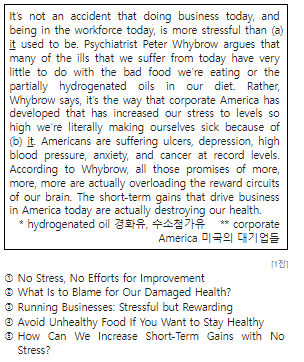 It's not an accident that doing business today, and
being in the workforce today, is more stressful than (a)
it used to be. Psychiatrist Peter Whybrow argues that
many of the ills that we suffer from today have very
little to do with the bad food we're eating or the
partially hydrogenated oils in our diet. Rather,
Whybrow says, it's the way that corporate America has
developed that has increased our stress to levels so
high we're literally making ourselves sick because of
(b) it. Americans are suffering ulcers, depression, high
blood pressure, anxiety, and cancer at record levels.
According to Whybrow, all those promises of more,
more, more are actually overloading the reward circuits
of our brain. The short-term gains that drive business
in America today are actually destroying our health.
* hydrogenated oil 경화유, 수소첨가유 ** corporate
America 미국의 대기업들
[1점]
① No Stress, No Efforts for Improvement
② What Is to Blame for Our Damaged Health?
③ Running Businesses: Stressful but Rewarding
④ Avoid Unhealthy Food If You Want to Stay Healthy
⑤ How Can We Increase Short-Term Gains with No
Stress?